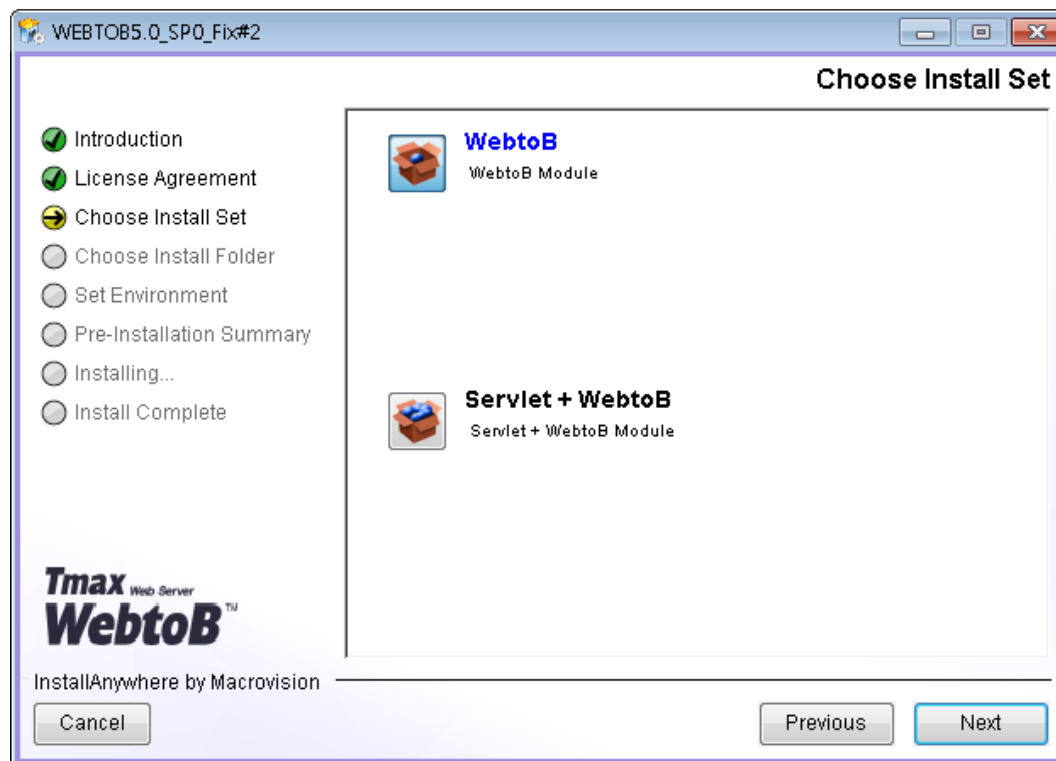 WEBTOB5.0_SP0_Fix#2
Choose Install Set
Introduction
License Agreement
Choose Install Set
Choose Install Folder
Set Environment
Pre-Installation Summary
Installing...
Install Complete
WebtoB
WebtoB Module
Servlet + WebtoB
Servlet + WebtoB Module
Tmax Web Server
WebtoB™
InstallAnywhere by Macrovision
Cancel
Previous
Next